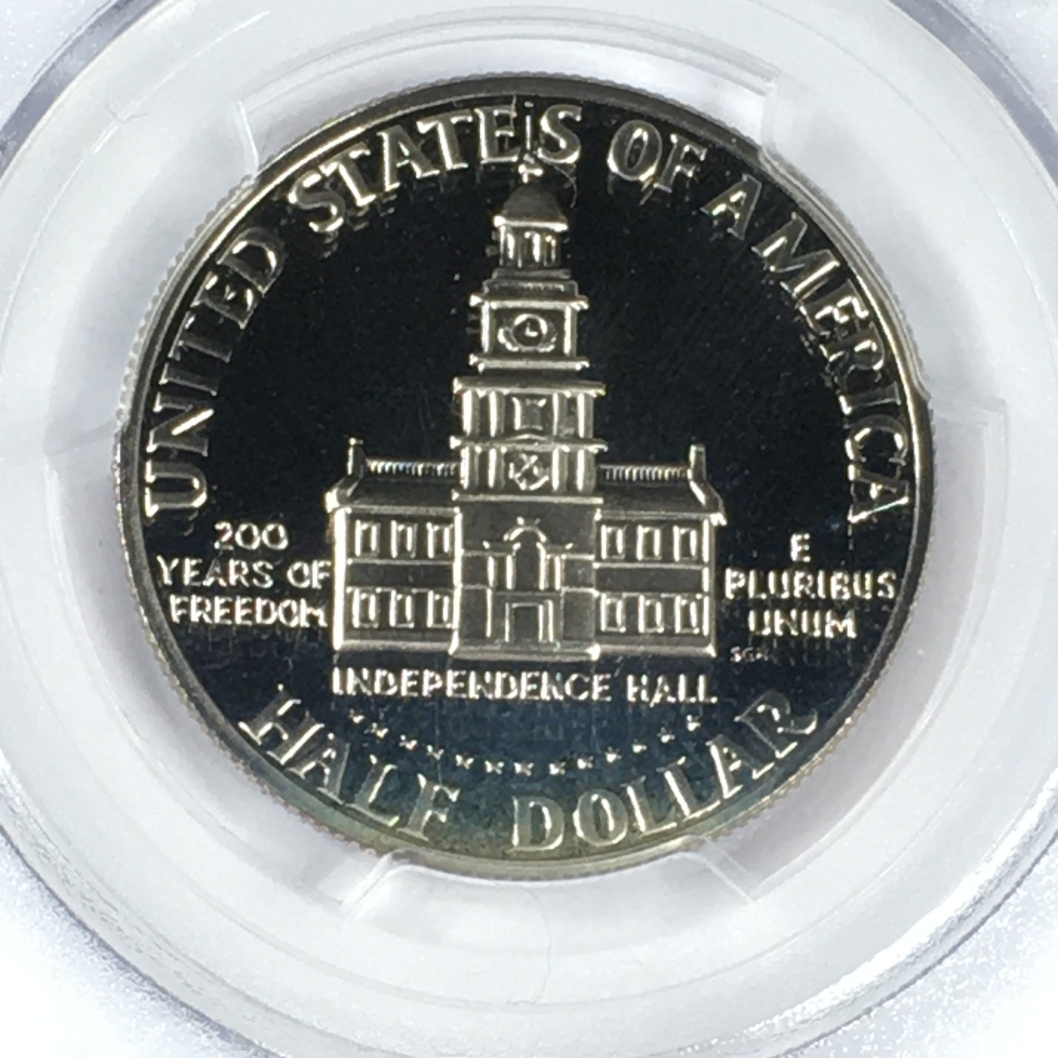 UNITED STATES OF AMERICA
200
YEARS OF
FREEDOM
E
PLURIBUS
UNUM
INDEPENDENCE HALL
HALF DOLLAR